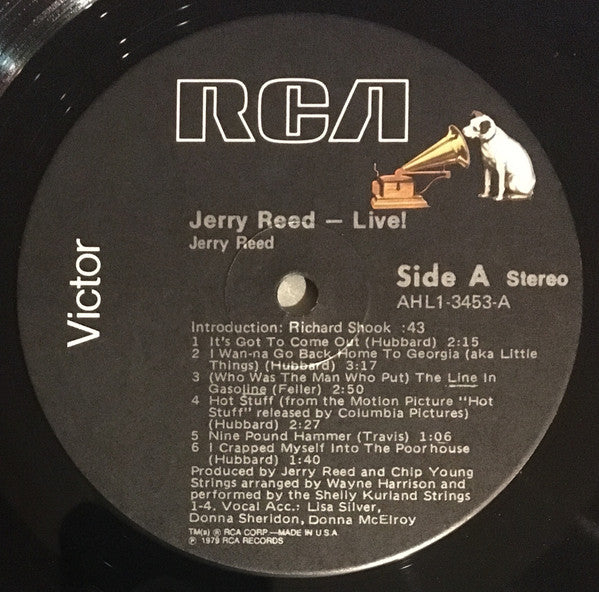 RCA
Victor
Jerry Reed – Live!
Jerry Reed
Side A Stereo
AHL1-3453-A
Introduction: Richard Shook :43
1 It's Got To Come Out (Hubbard) 2:15
2 I Wan-na Go Back Home To Georgia (aka Little
Things) (Hubbard) 3:17
3 (Who Was The Man Who Put) The Line In
Gasoline (Feller) 2:50
4 Hot Stuff (from the Motion Picture "Hot
Stuff" released by Columbia Pictures)
(Hubbard) 2:27
5 Nine Pound Hammer (Travis) 1:06
6 I Crapped Myself Into The Poorhouse
(Hubbard) 1:40
Produced by Jerry Reed and Chip Young
Strings arranged by Wayne Harrison and
performed by the Shelly Kurland Strings
1-4. Vocal Acc.: Lisa Silver,
Donna Sheridon, Donna McElroy
TM(s) ® RCA CORP—MADE IN U.S.A.
℗ 1979 RCA RECORDS